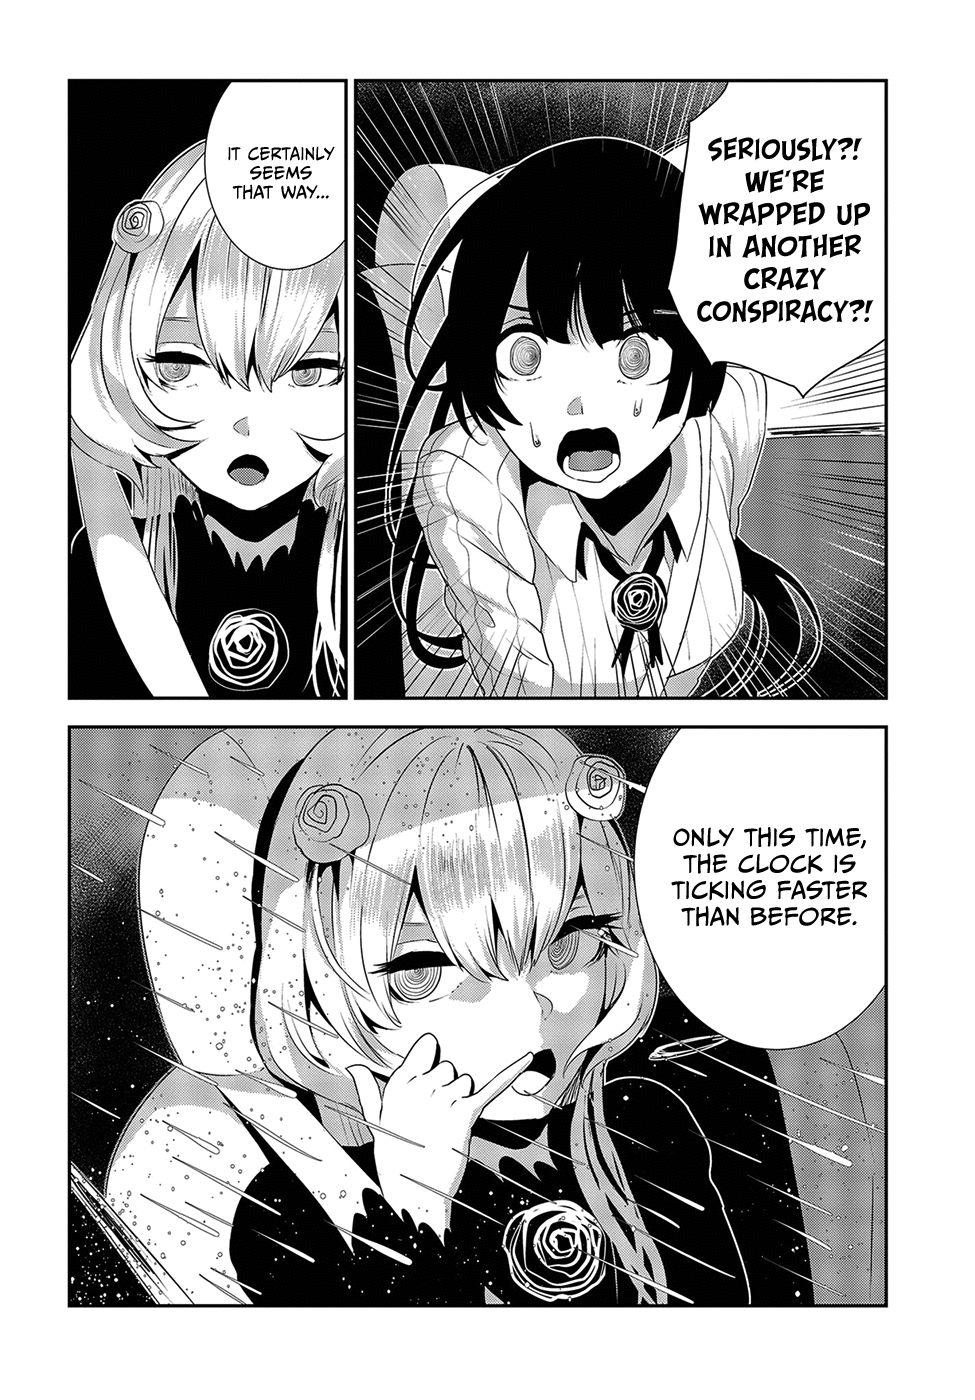 SERIOUSLY?!
WE'RE
WRAPPED UP
IN ANOTHER
CRAZY
CONSPIRACY?!
IT CERTAINLY
SEEMS
THAT WAY...
ONLY THIS TIME,
THE CLOCK IS
TICKING FASTER
THAN BEFORE.